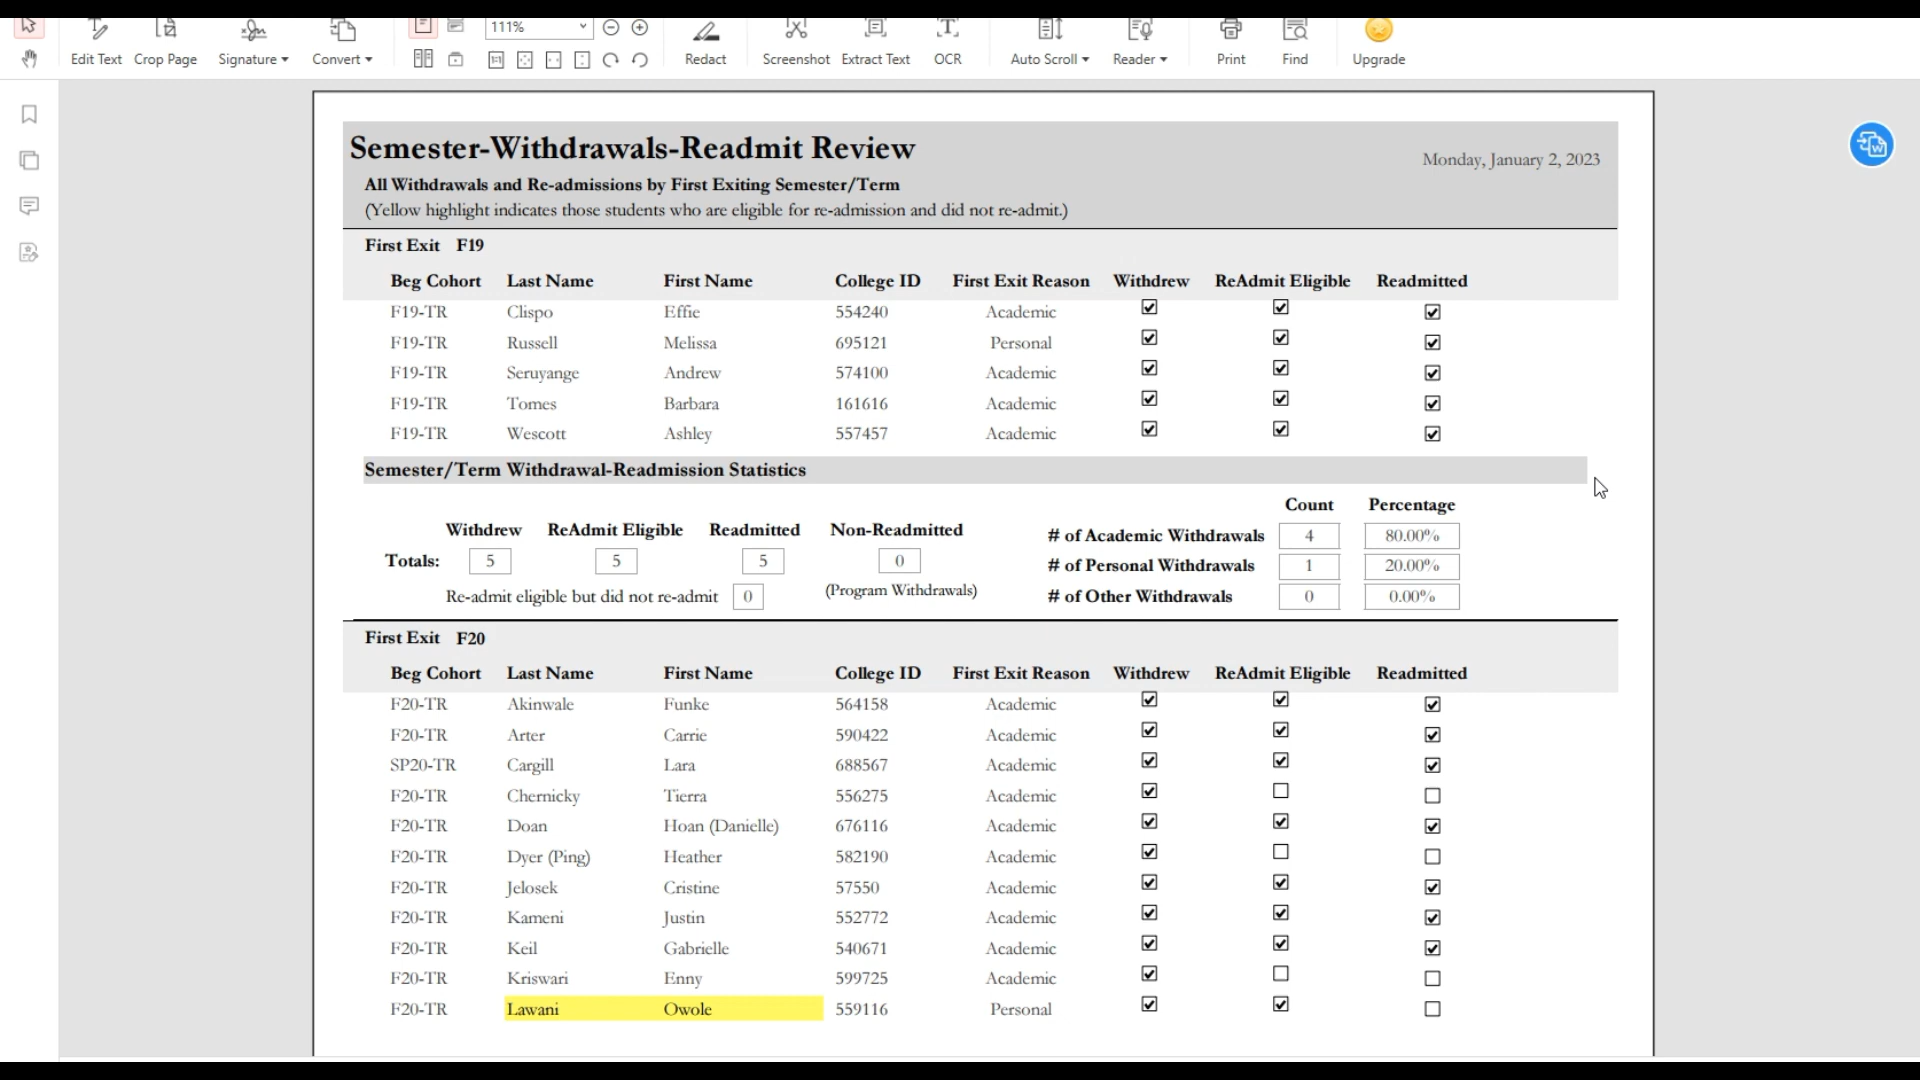 111%
Edit Text Crop Page Signature Convert Redact Screenshot Extract Text OCR Auto Scroll Reader Print Find Upgrade
Semester-Withdrawals-Readmit Review
Monday, January 2, 2023
All Withdrawals and Re-admissions by First Exiting Semester/Term
(Yellow highlight indicates those students who are eligible for re-admission and did not re-admit.)
First Exit F19
Beg Cohort Last Name First Name College ID First Exit Reason Withdrew ReAdmit Eligible Readmitted
F19-TR Clispo Effie 554240 Academic
F19-TR Russell Melissa 695121 Personal
F19-TR Seruyange Andrew 574100 Academic
F19-TR Tomes Barbara 161616 Academic
F19-TR Wescott Ashley 557457 Academic
Semester/Term Withdrawal-Readmission Statistics
Count Percentage
Withdrew ReAdmit Eligible Readmitted Non-Readmitted # of Academic Withdrawals 4 80.00%
Totals: 5 5 5 0 # of Personal Withdrawals 1 20.00%
Re-admit eligible but did not re-admit 0 (Program Withdrawals) # of Other Withdrawals 0 0.00%
First Exit F20
Beg Cohort Last Name First Name College ID First Exit Reason Withdrew ReAdmit Eligible Readmitted
F20-TR Akinwale Funke 564158 Academic
F20-TR Arter Carrie 590422 Academic
SP20-TR Cargill Lara 688567 Academic
F20-TR Chernicky Tierra 556275 Academic
F20-TR Doan Hoan (Danielle) 676116 Academic
F20-TR Dyer (Ping) Heather 582190 Academic
F20-TR Jelosek Cristine 57550 Academic
F20-TR Kameni Justin 552772 Academic
F20-TR Keil Gabrielle 540671 Academic
F20-TR Kriswari Enny 599725 Academic
F20-TR Lawani Owole 559116 Personal